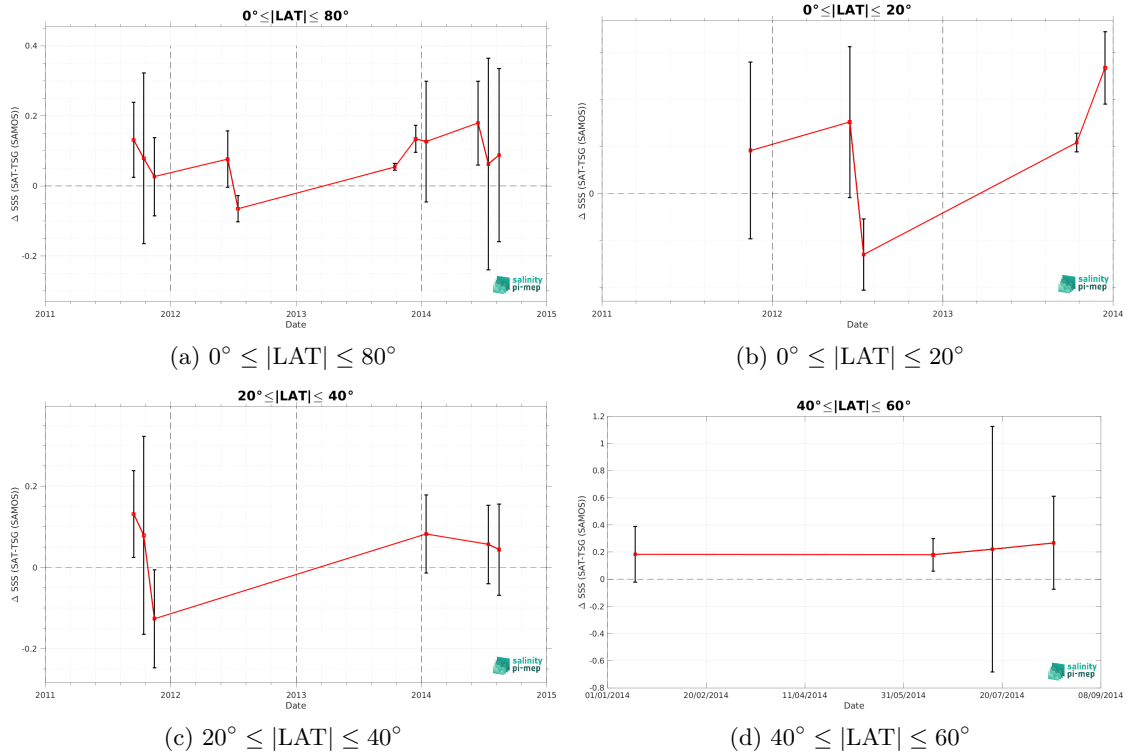 0°≤|LAT|≤ 80°
0.4
0.2
0
-0.2
Δ SSS (SAT-TSG (SAMOS))
2011
2012
2013
2014
2015
Date
salinity
pi-mep
(a) 0° ≤ |LAT| ≤ 80°
0°≤|LAT|≤ 20°
0
Δ SSS (SAT-TSG (SAMOS))
2011
2012
2013
2014
Date
salinity
pi-mep
(b) 0° ≤ |LAT| ≤ 20°
20°≤|LAT|≤ 40°
0.2
0
-0.2
Δ SSS (SAT-TSG (SAMOS))
2011
2012
2013
2014
2015
Date
salinity
pi-mep
(c) 20° ≤ |LAT| ≤ 40°
40°≤|LAT|≤ 60°
1.2
1
0.8
0.6
0.4
0.2
0
-0.2
-0.4
-0.6
-0.8
Δ SSS (SAT-TSG (SAMOS))
01/01/2014
20/02/2014
11/04/2014
31/05/2014
20/07/2014
08/09/2014
Date
salinity
pi-mep
(d) 40° ≤ |LAT| ≤ 60°